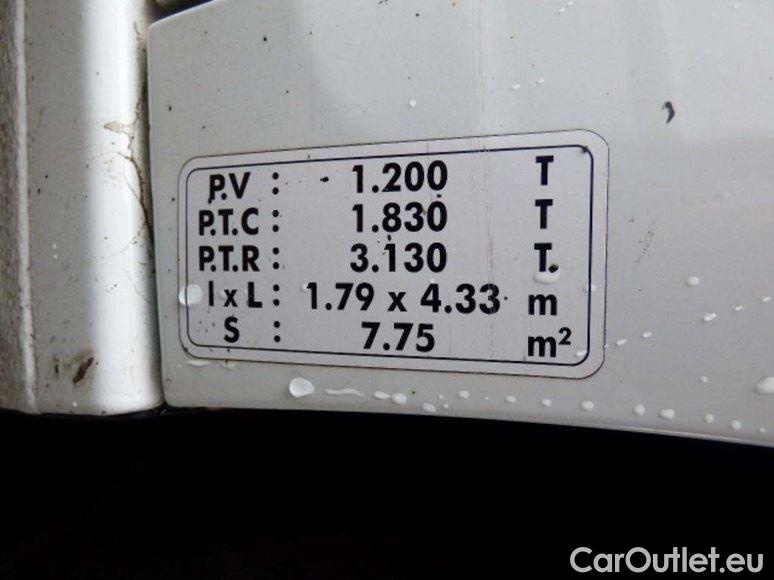 P.V : 1.200 T
P.T.C : 1.830 T
P.T.R : 3.130 T.
l x L : 1.79 x 4.33 m
S : 7.75 m²
CarOutlet.eu